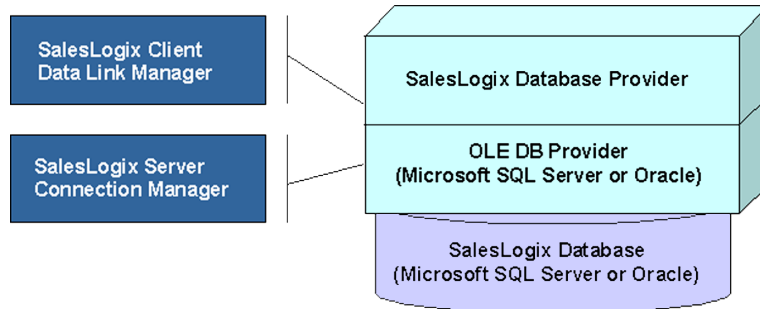 SalesLogix Client
Data Link Manager
SalesLogix Database Provider
SalesLogix Server
Connection Manager
OLE DB Provider
(Microsoft SQL Server or Oracle)
SalesLogix Database
(Microsoft SQL Server or Oracle)